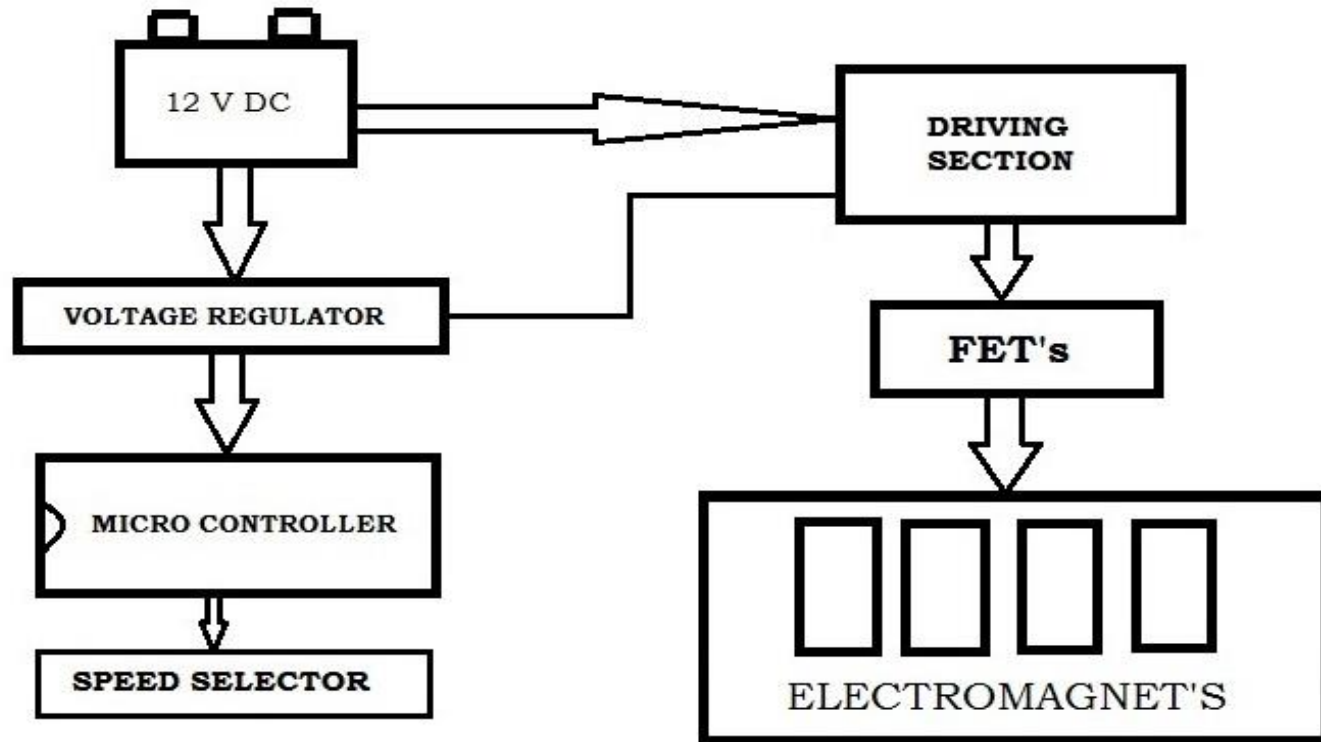 12 V DC
DRIVING
SECTION
VOLTAGE REGULATOR
FET's
MICRO CONTROLLER
SPEED SELECTOR
ELECTROMAGNET'S